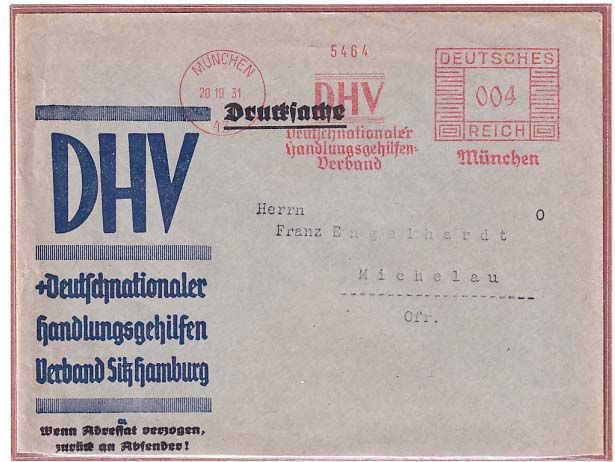 5464
MÜNCHEN
20 10 31
4
DHV
Deutschnationaler
Handlungsgehilfen-
Verband
DEUTSCHES
004
REICH
München
Drucksache
DHV
Deutschnationaler
Handlungsgehilfen
Verband Sitz Hamburg
Wenn Adressat verzogen,
zurück an Absender!
Herrn
O
Franz Engelhardt
Michelau
Ofr.